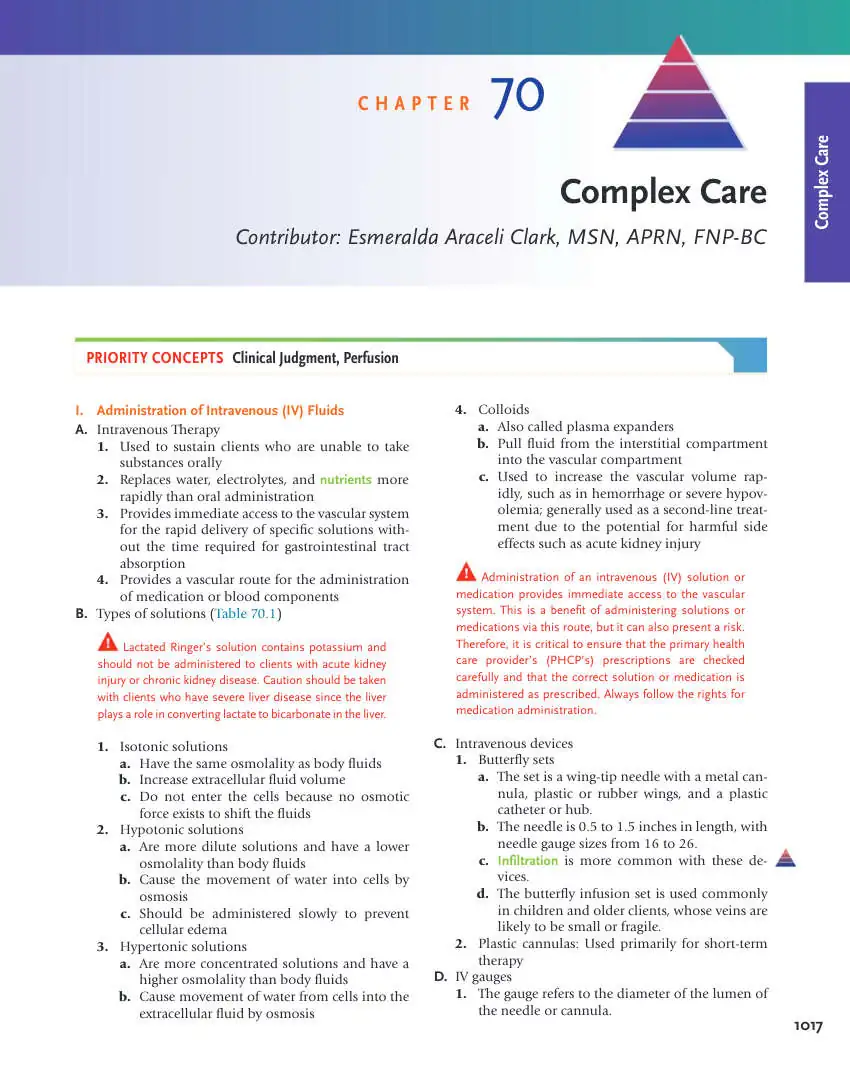 CHAPTER 70
Complex Care
Contributor: Esmeralda Araceli Clark, MSN, APRN, FNP-BC
Complex Care
PRIORITY CONCEPTS Clinical Judgment, Perfusion
I. Administration of Intravenous (IV) Fluids
A. Intravenous Therapy
1. Used to sustain clients who are unable to take
substances orally
2. Replaces water, electrolytes, and nutrients more
rapidly than oral administration
3. Provides immediate access to the vascular system
for the rapid delivery of specific solutions with-
out the time required for gastrointestinal tract
absorption
4. Provides a vascular route for the administration
of medication or blood components
B. Types of solutions (Table 70.1)
Lactated Ringer's solution contains potassium and
should not be administered to clients with acute kidney
injury or chronic kidney disease. Caution should be taken
with clients who have severe liver disease since the liver
plays a role in converting lactate to bicarbonate in the liver.
1. Isotonic solutions
a. Have the same osmolality as body fluids
b. Increase extracellular fluid volume
c. Do not enter the cells because no osmotic
force exists to shift the fluids
2. Hypotonic solutions
a. Are more dilute solutions and have a lower
osmolality than body fluids
b. Cause the movement of water into cells by
osmosis
c. Should be administered slowly to prevent
cellular edema
3. Hypertonic solutions
a. Are more concentrated solutions and have a
higher osmolality than body fluids
b. Cause movement of water from cells into the
extracellular fluid by osmosis
4. Colloids
a. Also called plasma expanders
b. Pull fluid from the interstitial compartment
into the vascular compartment
c. Used to increase the vascular volume rap-
idly, such as in hemorrhage or severe hypov-
olemia; generally used as a second-line treat-
ment due to the potential for harmful side
effects such as acute kidney injury
Administration of an intravenous (IV) solution or
medication provides immediate access to the vascular
system. This is a benefit of administering solutions or
medications via this route, but it can also present a risk.
Therefore, it is critical to ensure that the primary health
care provider's (PHCP's) prescriptions are checked
carefully and that the correct solution or medication is
administered as prescribed. Always follow the rights for
medication administration.
C. Intravenous devices
1. Butterfly sets
a. The set is a wing-tip needle with a metal can-
nula, plastic or rubber wings, and a plastic
catheter or hub.
b. The needle is 0.5 to 1.5 inches in length, with
needle gauge sizes from 16 to 26.
c. Infiltration is more common with these de-
vices.
d. The butterfly infusion set is used commonly
in children and older clients, whose veins are
likely to be small or fragile.
2. Plastic cannulas: Used primarily for short-term
therapy
D. IV gauges
1. The gauge refers to the diameter of the lumen of
the needle or cannula.
1017